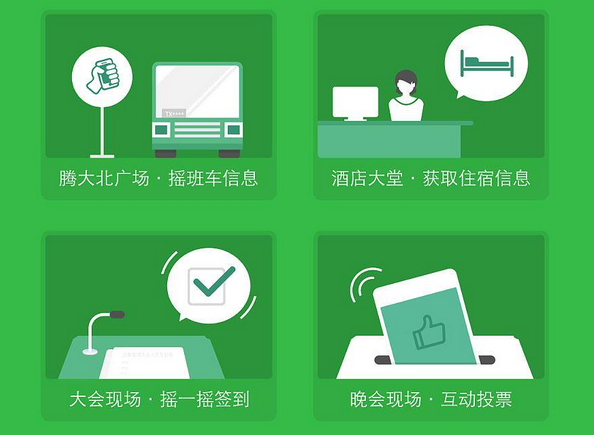 腾大北广场 · 摇班车信息
酒店大堂 · 获取住宿信息
大会现场 · 摇一摇签到
晚会现场 · 互动投票